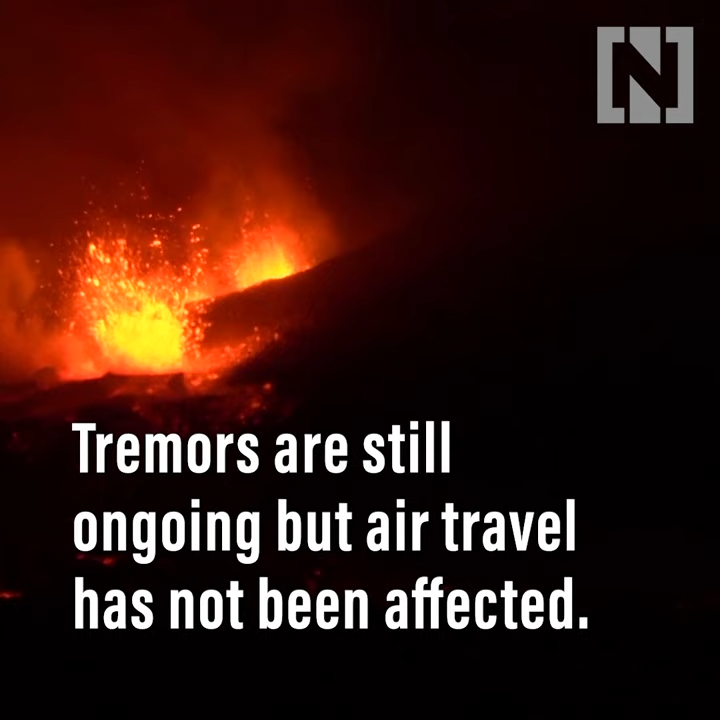 [N]
Tremors are still
ongoing but air travel
has not been affected.